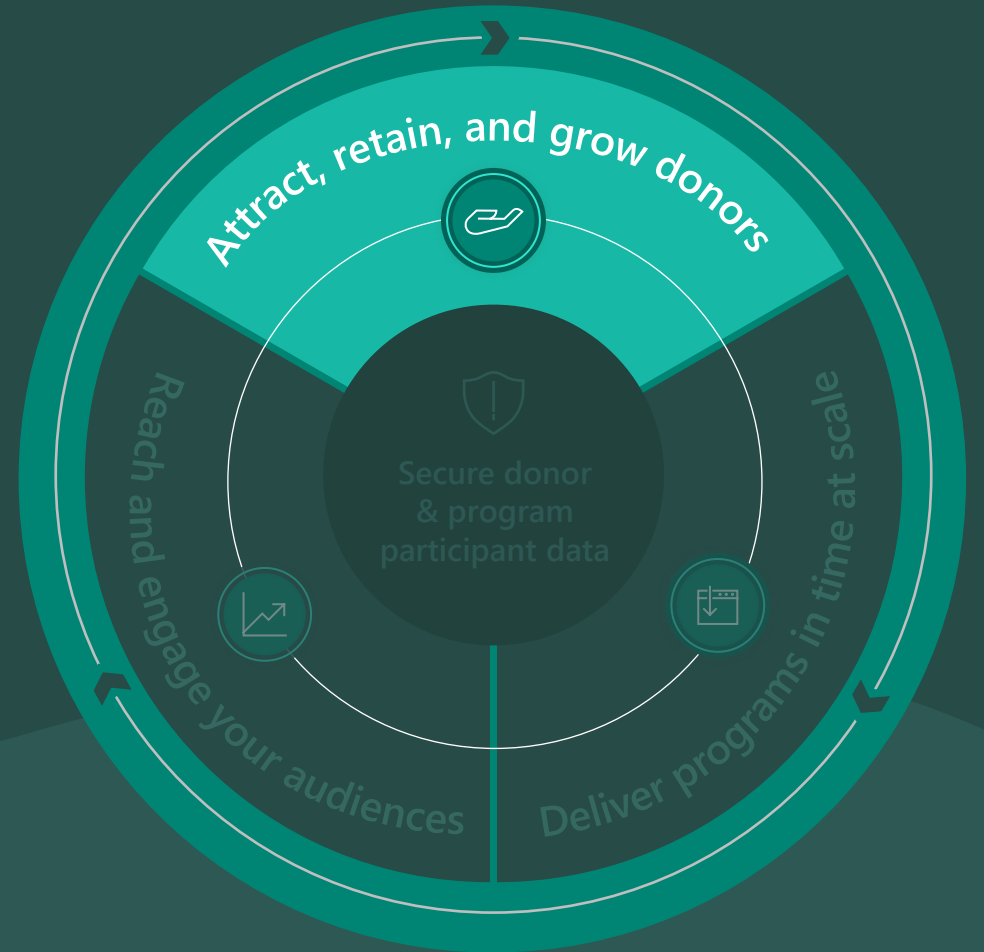 Attract, retain, and grow donors
Secure donor
& program
participant data
Reach and engage your audiences
Deliver programs in time at scale